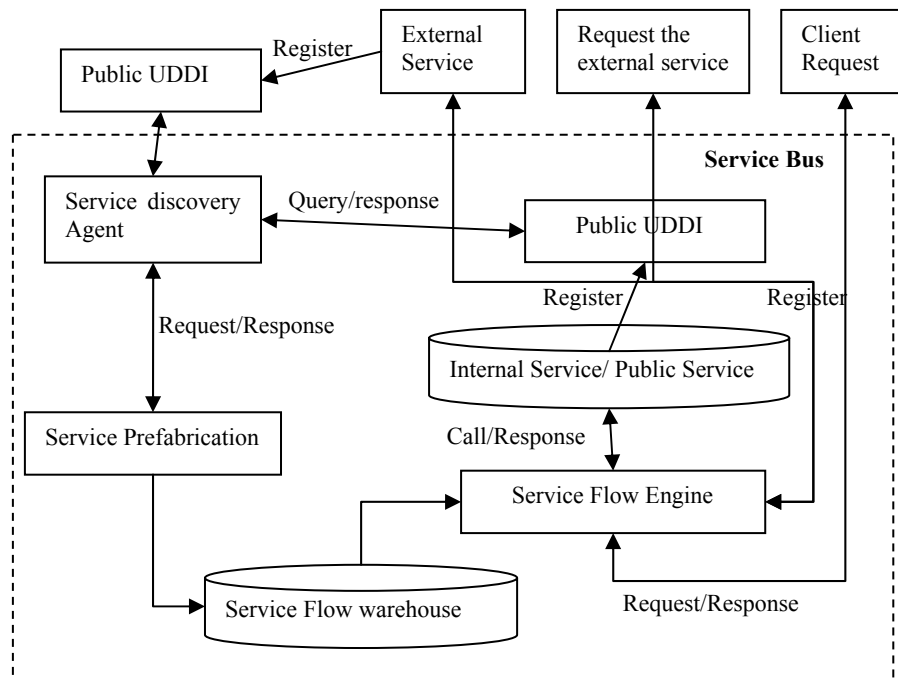 External
Service
Request the
external service
Client
Request
Register
Public UDDI
Service Bus
Service discovery
Agent
Query/response
Public UDDI
Register
Register
Request/Response
Internal Service/ Public Service
Service Prefabrication
Call/Response
Service Flow Engine
Service Flow warehouse
Request/Response